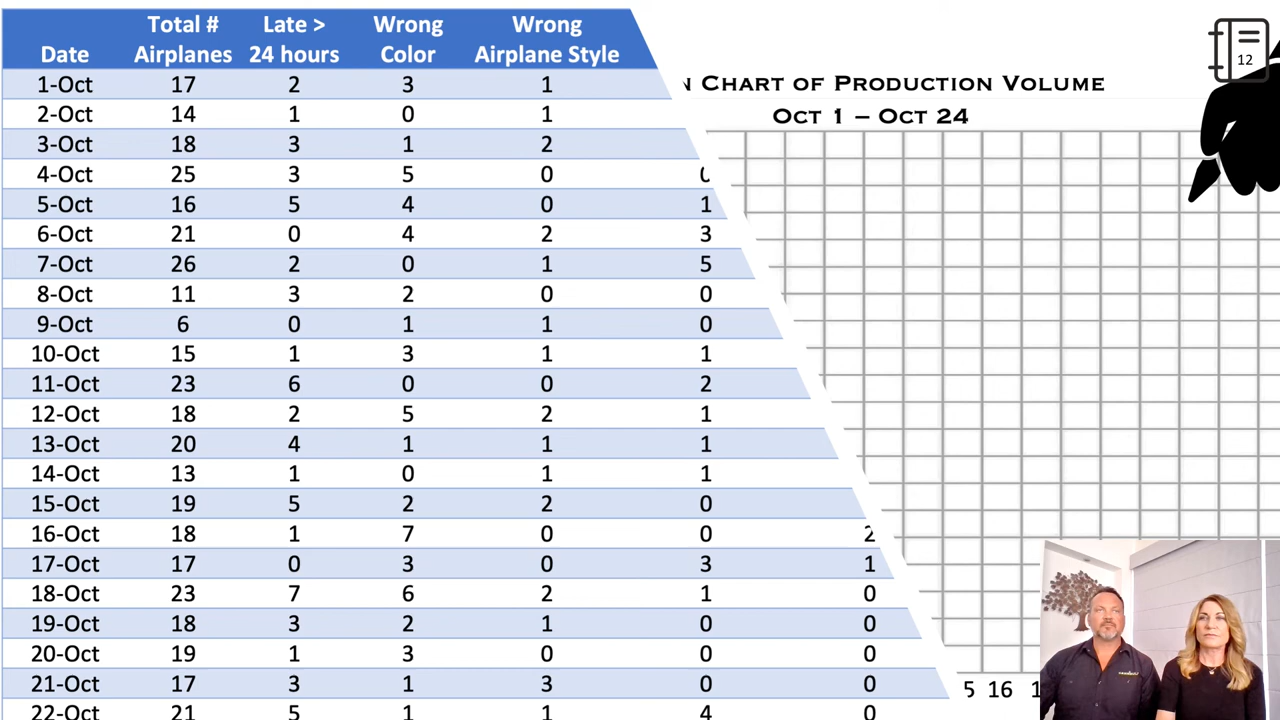 Date Total # Airplanes Late > 24 hours Wrong Color Wrong Airplane Style
1-Oct 17 2 3 1
2-Oct 14 1 0 1
3-Oct 18 3 1 2
4-Oct 25 3 5 0
5-Oct 16 5 4 0 1
6-Oct 21 0 4 2 3
7-Oct 26 2 0 1 5
8-Oct 11 3 2 0 0
9-Oct 6 0 1 1 0
10-Oct 15 1 3 1 1
11-Oct 23 6 0 0 2
12-Oct 18 2 5 2 1
13-Oct 20 4 1 1 1
14-Oct 13 1 0 1 1
15-Oct 19 5 2 2 0
16-Oct 18 1 7 0 0 2
17-Oct 17 0 3 0 3 1
18-Oct 23 7 6 2 1 0
19-Oct 18 3 2 1 0 0
20-Oct 19 1 3 0 0 0
21-Oct 17 3 1 3 0 0
22-Oct 21 5 1 1 4 0
12
Chart of Production Volume
Oct 1 – Oct 24
5 16